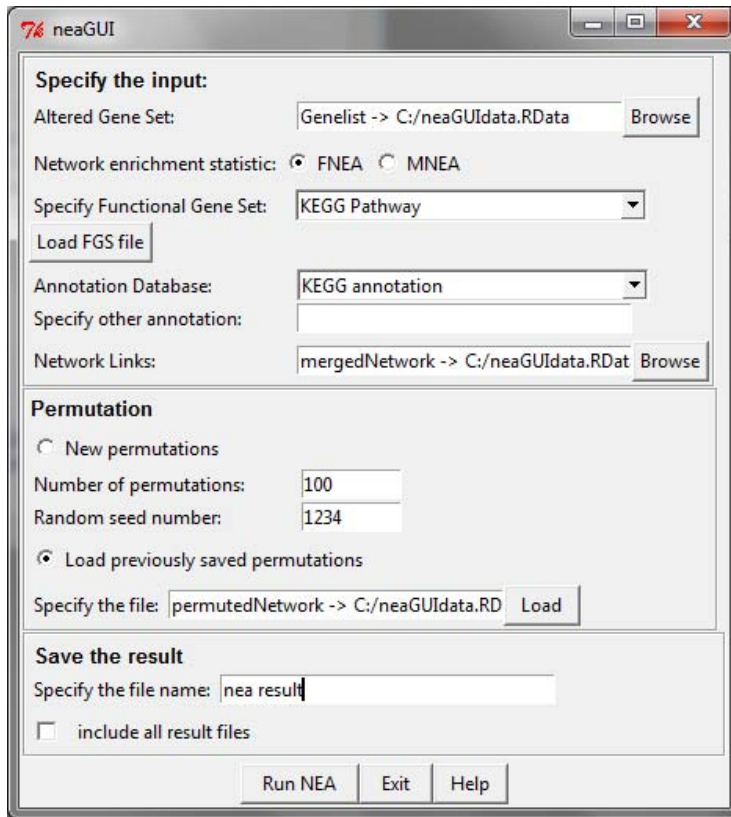 neaGUI
Specify the input:
Altered Gene Set: Genelist -> C:/neaGUIdata.RData Browse
Network enrichment statistic: FNEA MNEA
Specify Functional Gene Set: KEGG Pathway
Load FGS file
Annotation Database: KEGG annotation
Specify other annotation:
Network Links: mergedNetwork -> C:/neaGUIdata.RDat Browse
Permutation
New permutations
Number of permutations: 100
Random seed number: 1234
Load previously saved permutations
Specify the file: permutedNetwork -> C:/neaGUIdata.RD Load
Save the result
Specify the file name: nea result
include all result files
Run NEA Exit Help